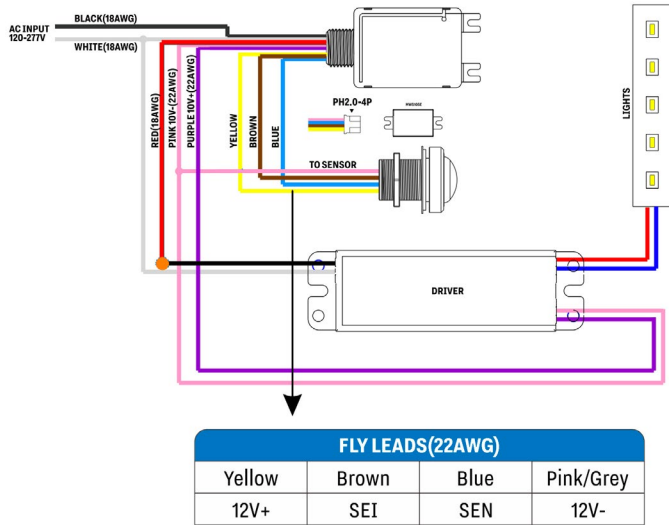 BLACK(18AWG)
AC INPUT
120-277V
WHITE(18AWG)
RED(18AWG)
PINK 10V-(22AWG)
PURPLE 10V+(22AWG)
YELLOW
BROWN
BLUE
PH2.0-4P
TO SENSOR
LIGHTS
DRIVER
FLY LEADS(22AWG)
Yellow Brown Blue Pink/Grey
12V+ SEI SEN 12V-